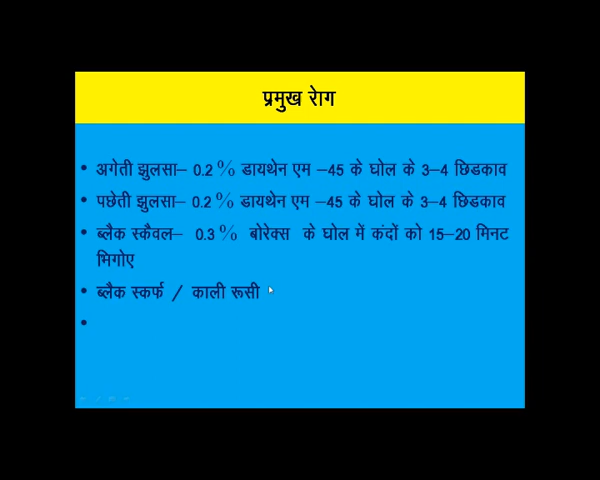 प्रमुख रोग
• अगेती झुलसा– 0.2 % डायथेन एम –45 के घोल के 3–4 छिडकाव
• पछेती झुलसा– 0.2 % डायथेन एम –45 के घोल के 3–4 छिडकाव
• ब्लैक स्कैवल– 0.3 % बोरेक्स के घोल में कंदों को 15–20 मिनट
भिगोए
• ब्लैक स्कर्फ / काली रूसी
•